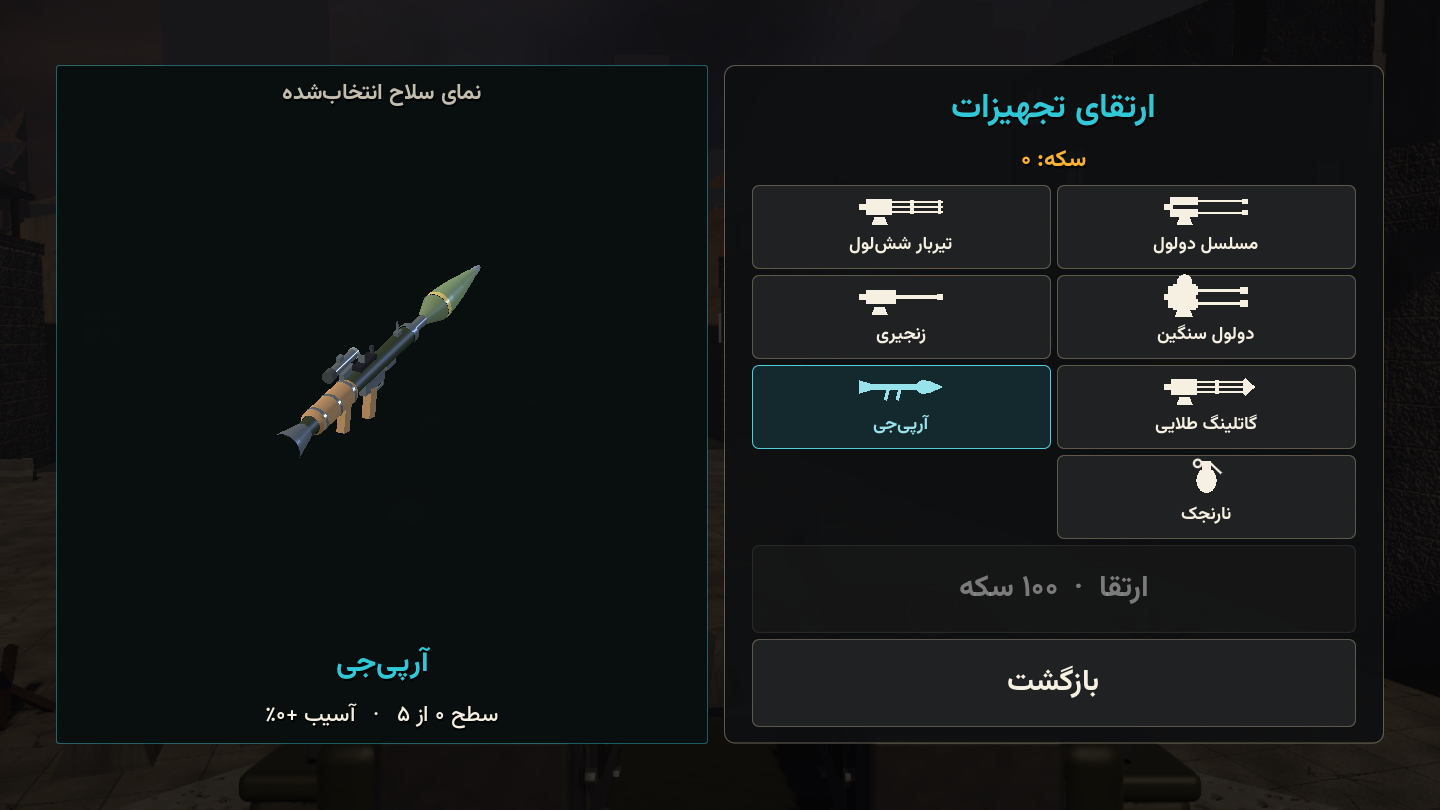 ارتقای تجهیزات
سکه: ۰
مسلسل دولول
تیربار شش‌لول
دولول سنگین
زنجیری
گاتلینگ طلایی
آرپی‌جی
نارنجک
ارتقا · ۱۰۰ سکه
بازگشت
نمای سلاح انتخاب‌شده
آرپی‌جی
سطح ۰ از ۵ · آسیب +۰٪